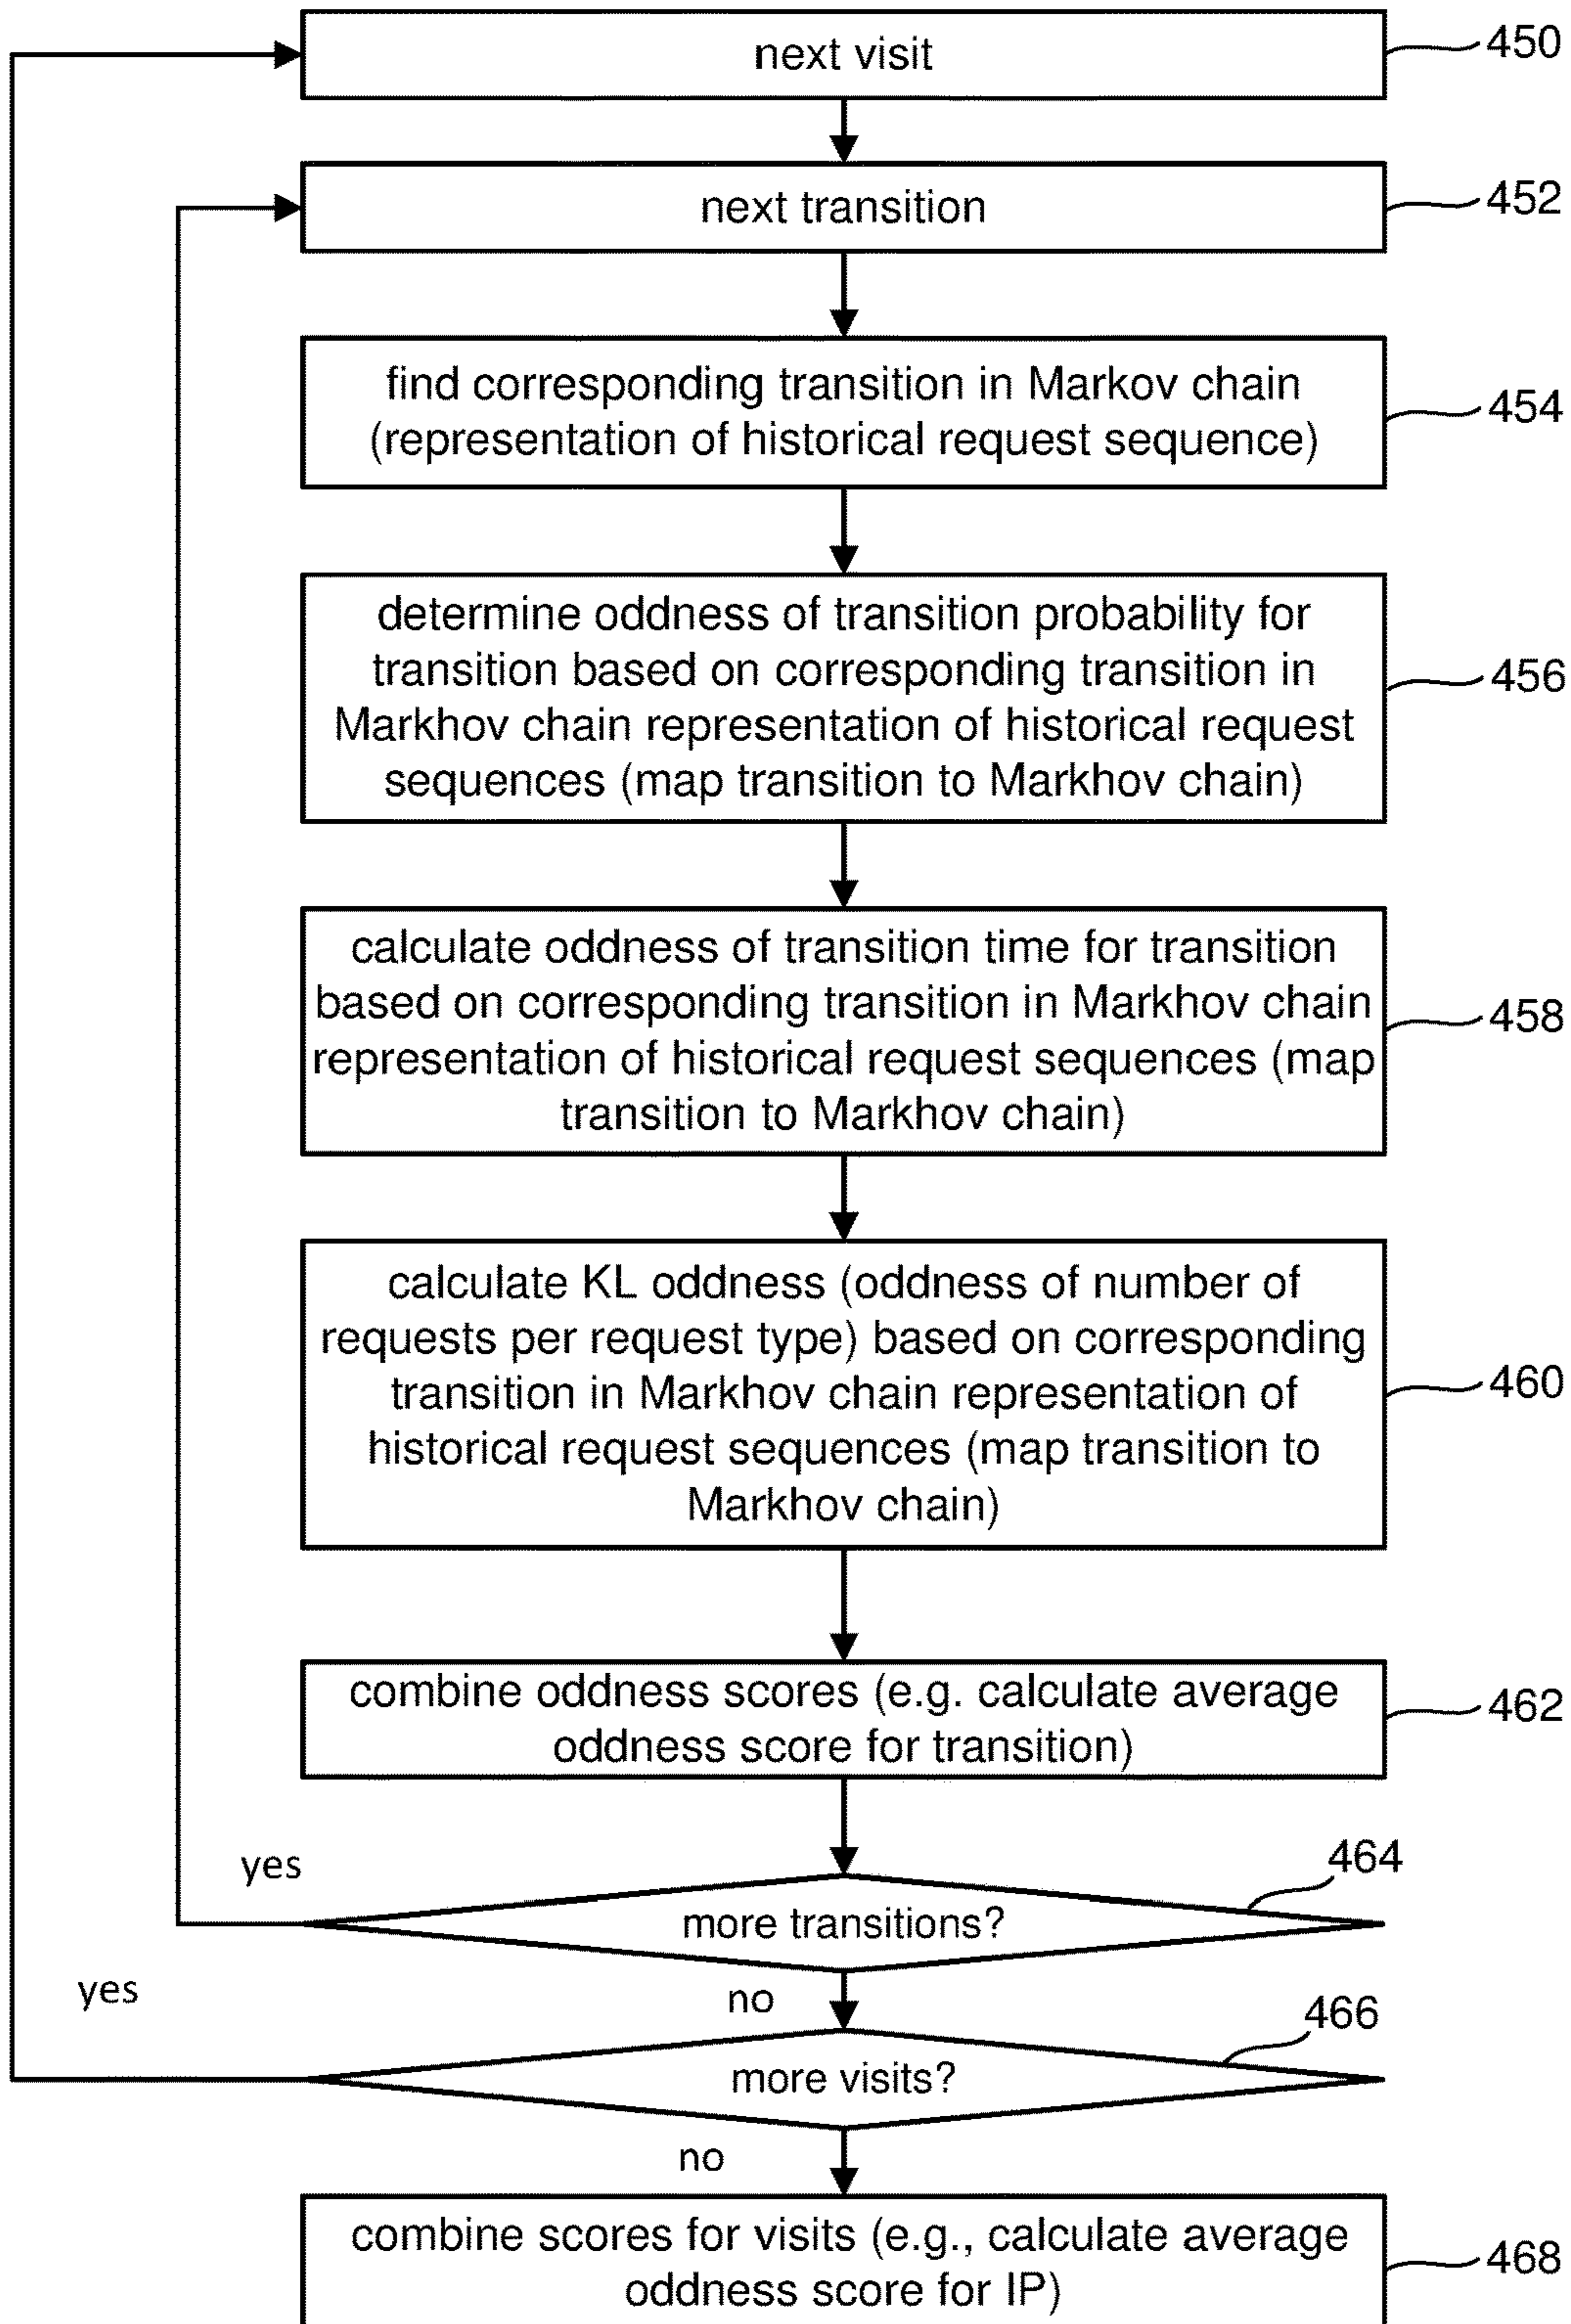 next visit
450
next transition
452
find corresponding transition in Markov chain
(representation of historical request sequence)
454
determine oddness of transition probability for
transition based on corresponding transition in
Markhov chain representation of historical request
sequences (map transition to Markhov chain)
456
calculate oddness of transition time for transition
based on corresponding transition in Markhov chain
representation of historical request sequences (map
transition to Markhov chain)
458
calculate KL oddness (oddness of number of
requests per request type) based on corresponding
transition in Markhov chain representation of
historical request sequences (map transition to
Markhov chain)
460
combine oddness scores (e.g. calculate average
oddness score for transition)
462
yes
464
more transitions?
yes
no
466
more visits?
no
combine scores for visits (e.g., calculate average
oddness score for IP)
468